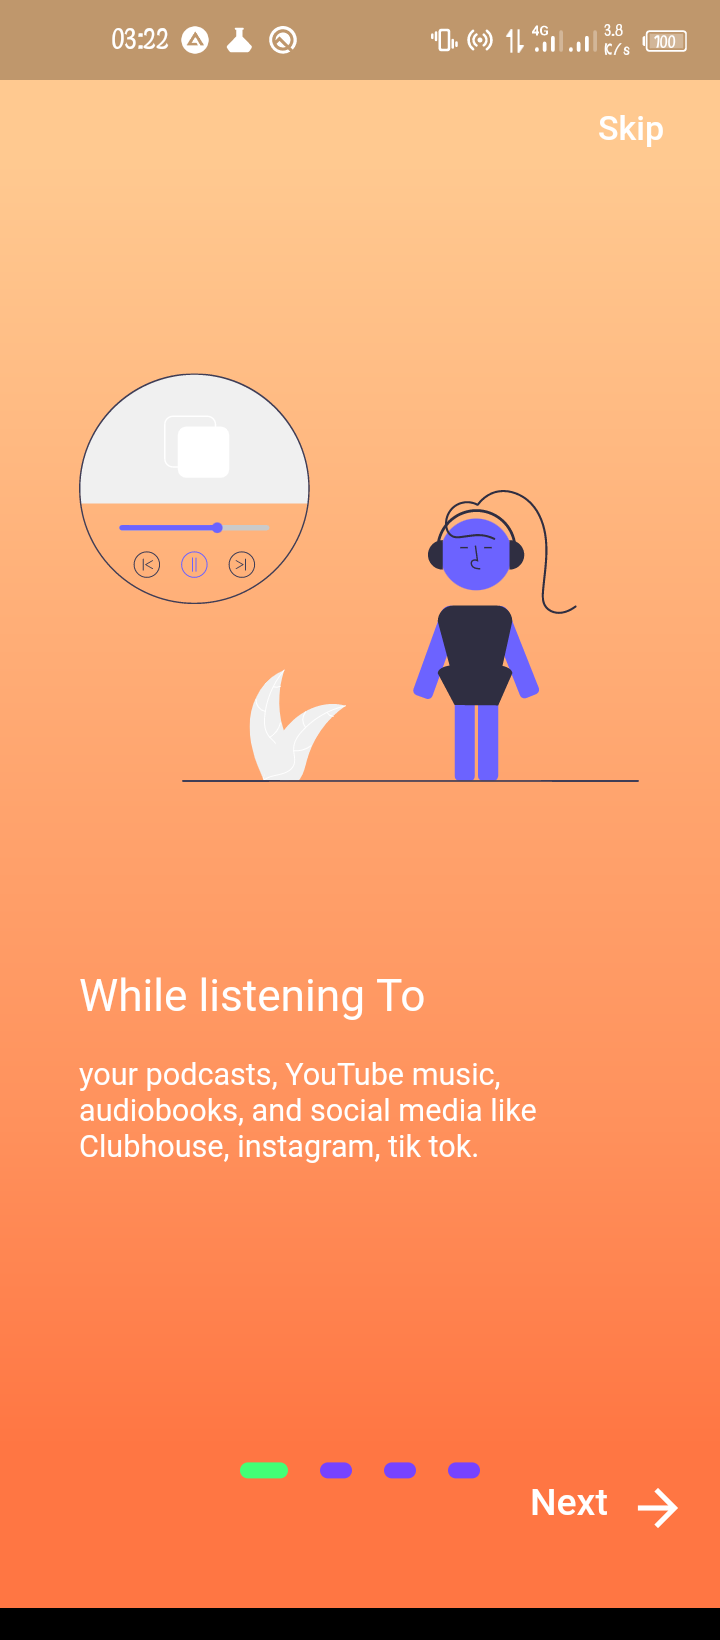 03:22 4G 3.8 K/s 100
Skip
While listening To
your podcasts, YouTube music,
audiobooks, and social media like
Clubhouse, instagram, tik tok.
Next